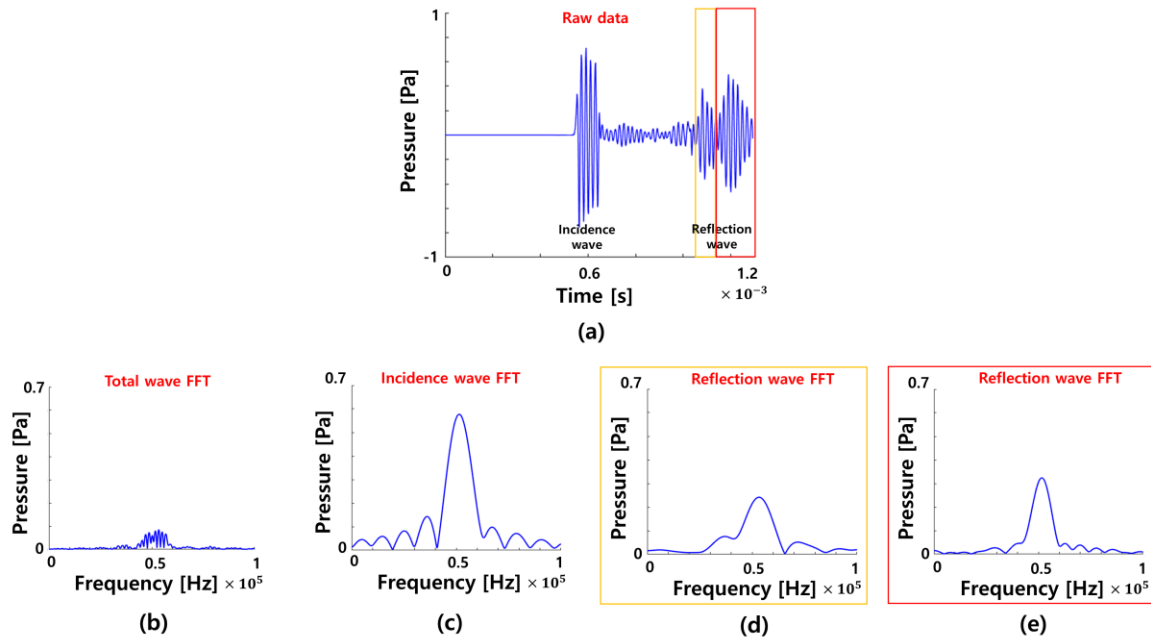 Raw data
1
Pressure [Pa]
Incidence
wave
Reflection
wave
-1
0
0.6
1.2
Time [s]
× 10⁻³
(a)
Total wave FFT
0.7
Pressure [Pa]
0
0
0.5
1
Frequency [Hz] × 10⁵
(b)
Incidence wave FFT
0.7
Pressure [Pa]
0
0
0.5
1
Frequency [Hz] × 10⁵
(c)
Reflection wave FFT
0.7
Pressure [Pa]
0
0
0.5
1
Frequency [Hz] × 10⁵
(d)
Reflection wave FFT
0.7
Pressure [Pa]
0
0
0.5
1
Frequency [Hz] × 10⁵
(e)